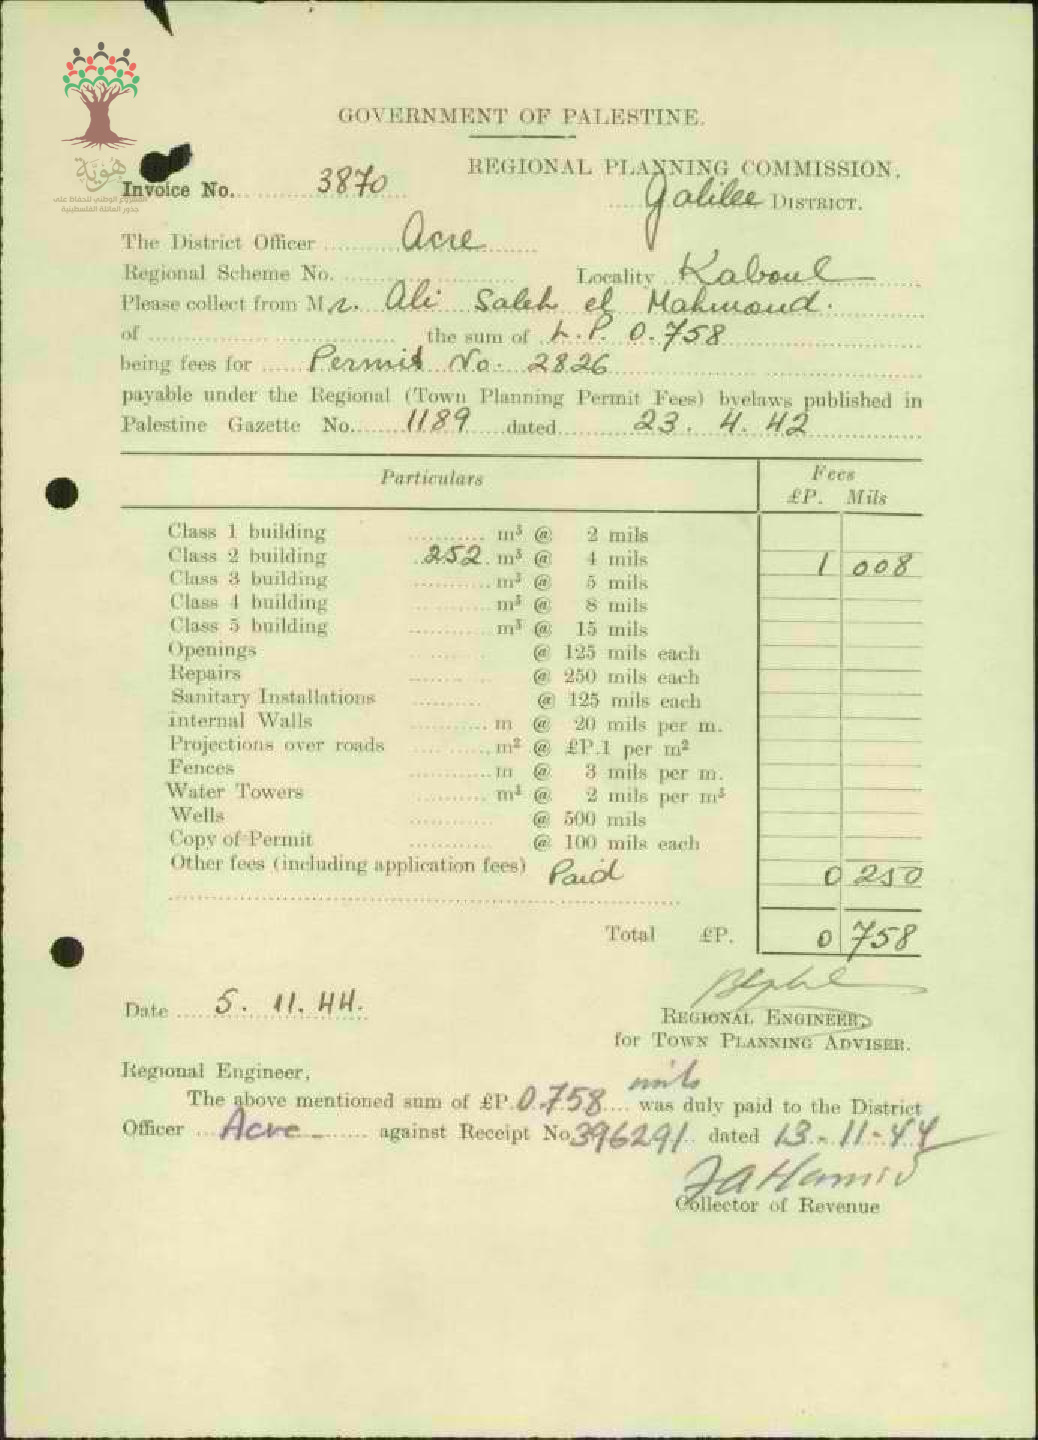 هُويَّة
المشروع الوطني للحفاظ على
جذور العائلة الفلسطينية
GOVERNMENT OF PALESTINE.
REGIONAL PLANNING COMMISSION.
Invoice No. 3870
Galilee DISTRICT.
The District Officer Acre
Regional Scheme No. Locality Kaboul
Please collect from Mr. Ali Saleh el Mahmoud.
of the sum of L.P. 0.758
being fees for Permit No. 2826
payable under the Regional (Town Planning Permit Fees) byelaws published in
Palestine Gazette No. 1189 dated 23. 4. 42
Particulars Fees
£P. Mils
Class 1 building m³ @ 2 mils
Class 2 building 252 m³ @ 4 mils 1 008
Class 3 building m³ @ 5 mils
Class 4 building m³ @ 8 mils
Class 5 building m³ @ 15 mils
Openings @ 125 mils each
Repairs @ 250 mils each
Sanitary Installations @ 125 mils each
Internal Walls m @ 20 mils per m.
Projections over roads m² @ £P.1 per m²
Fences m @ 3 mils per m.
Water Towers m³ @ 2 mils per m³
Wells @ 500 mils
Copy of Permit @ 100 mils each
Other fees (including application fees) Paid 0 250
Total £P. 0 758
Date 5. 11. 44.
REGIONAL ENGINEER,
for TOWN PLANNING ADVISER.
Regional Engineer,
mils
The above mentioned sum of £P. 0.758 was duly paid to the District
Officer Acre against Receipt No 396291 dated 13-11-44
Collector of Revenue